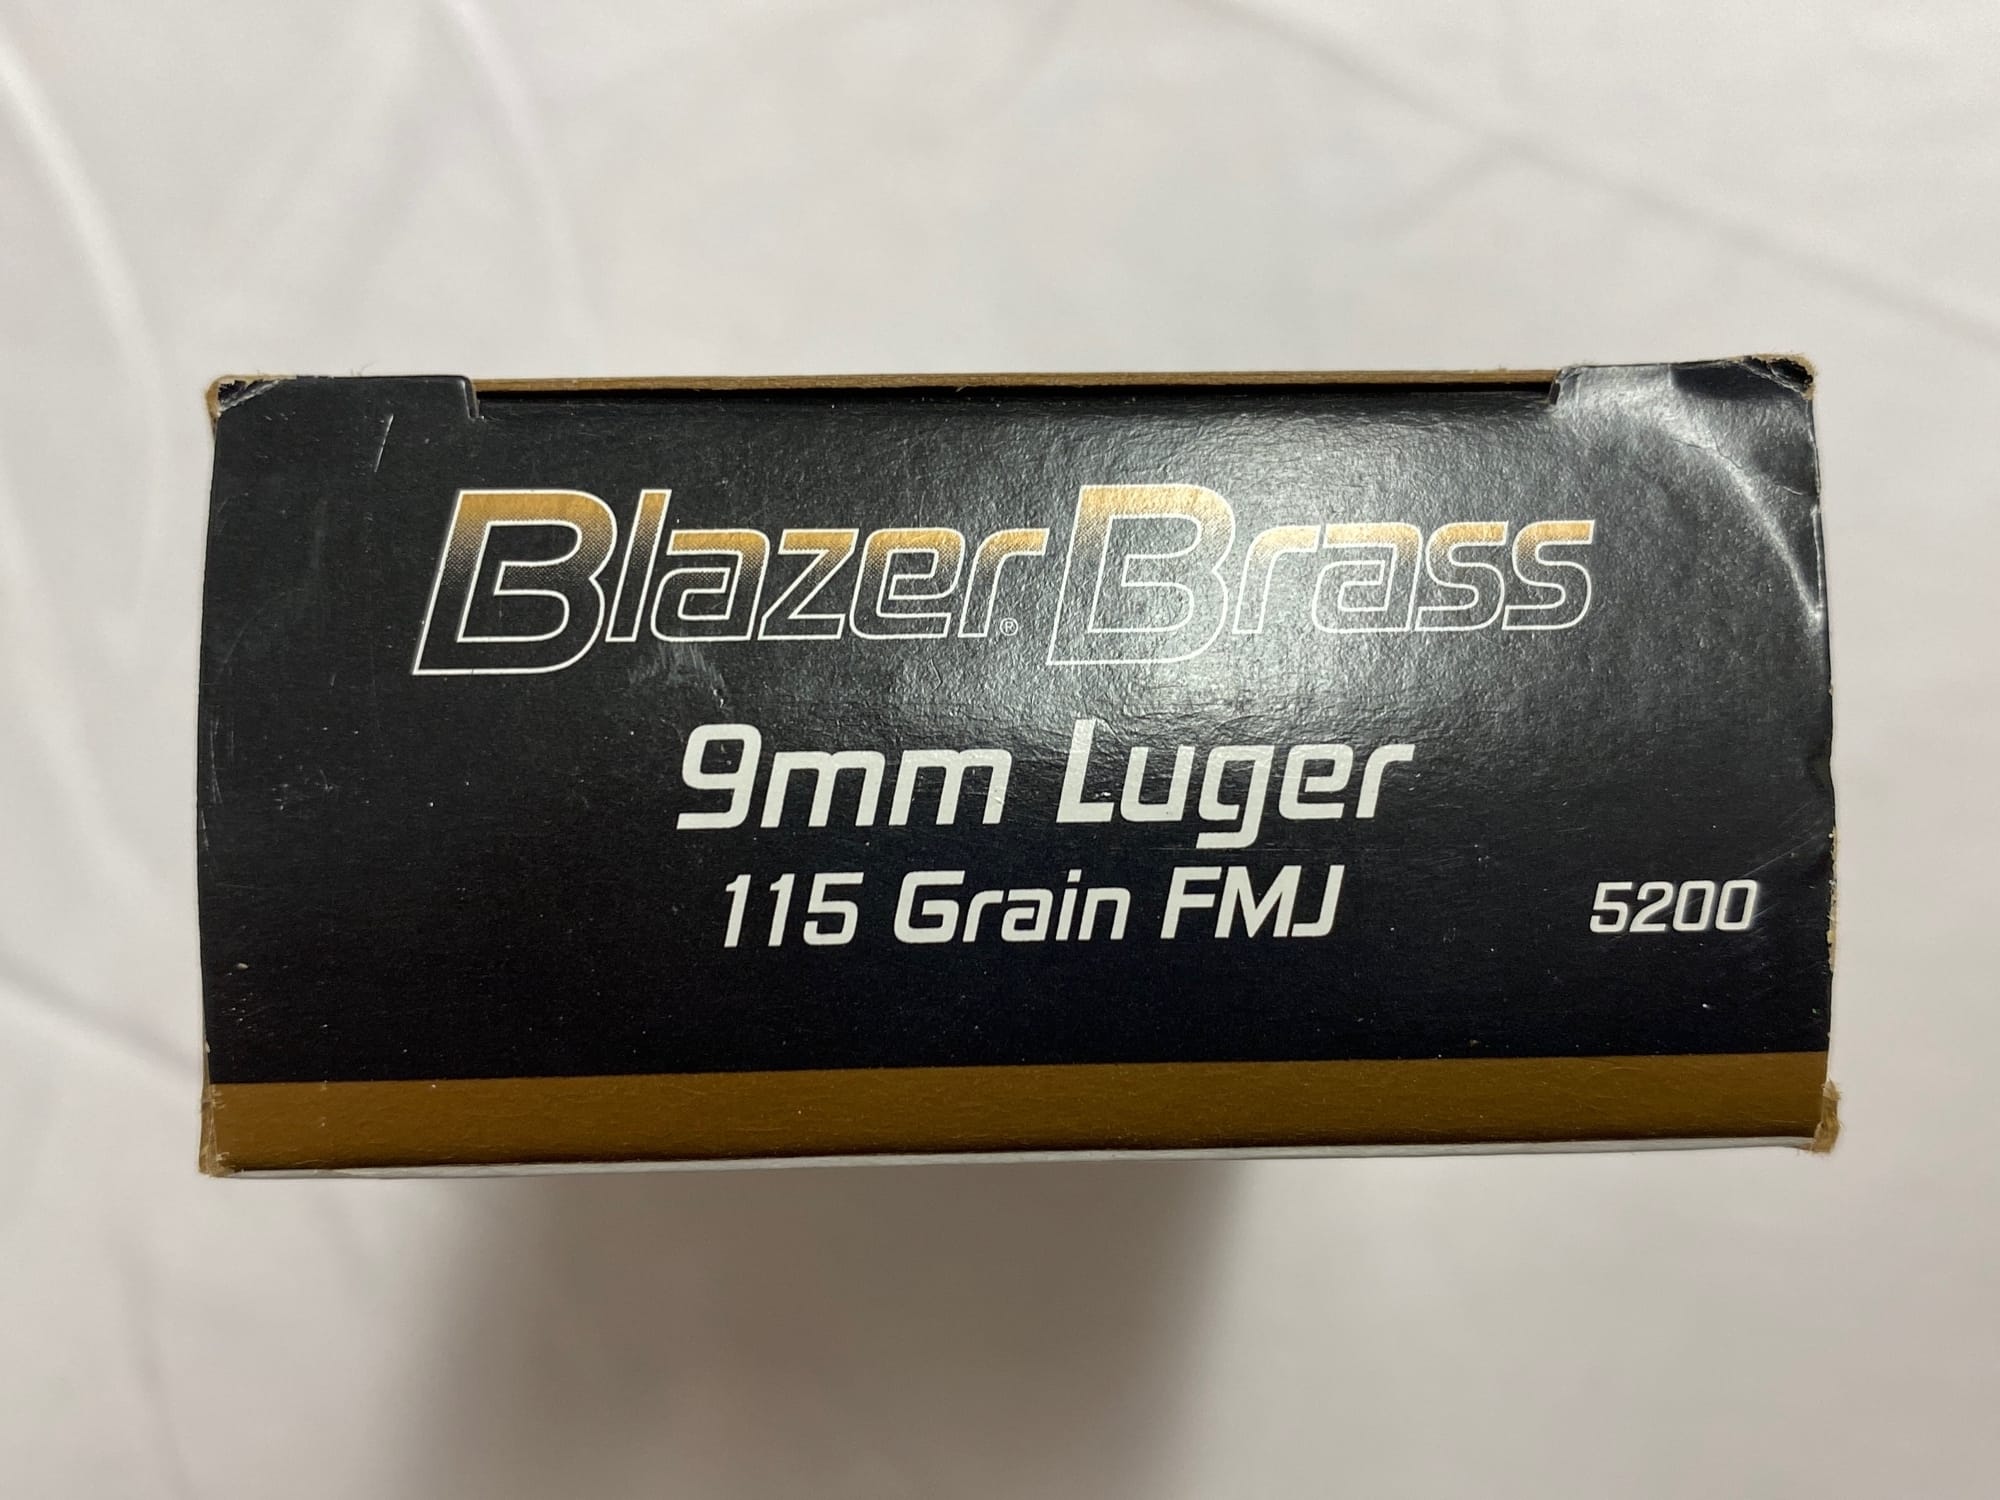 Blazer® Brass
9mm Luger
115 Grain FMJ
5200